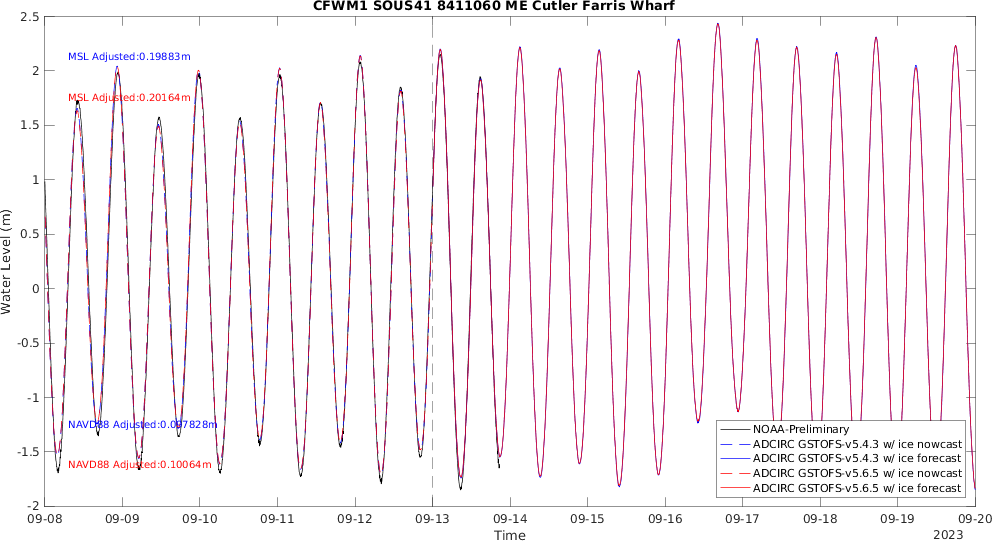 CFWM1 SOUS41 8411060 ME Cutler Farris Wharf
2.5
2
1.5
1
0.5
0
-0.5
-1
-1.5
-2
Water Level (m)
MSL Adjusted:0.19883m
MSL Adjusted:0.20164m
NAVD88 Adjusted:0.097828m
NAVD88 Adjusted:0.10064m
NOAA-Preliminary
ADCIRC GSTOFS-v5.4.3 w/ ice nowcast
ADCIRC GSTOFS-v5.4.3 w/ ice forecast
ADCIRC GSTOFS-v5.6.5 w/ ice nowcast
ADCIRC GSTOFS-v5.6.5 w/ ice forecast
09-08 09-09 09-10 09-11 09-12 09-13 09-14 09-15 09-16 09-17 09-18 09-19 09-20
Time
2023